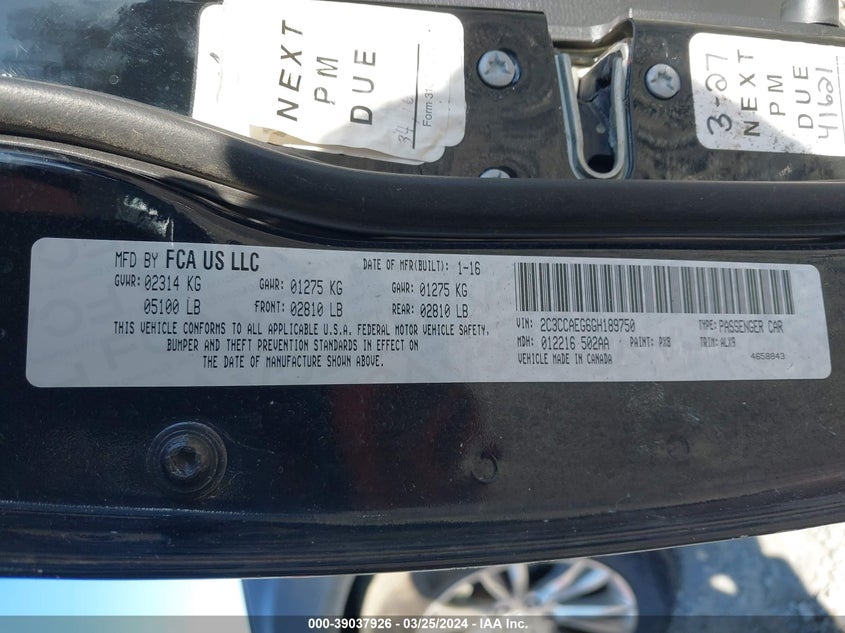 NEXT
PM
DUE
Form
3-27
NEXT
PM
DUE
41621
MFD BY FCA US LLC
DATE OF MFR(BUILT): 1-16
GVWR: 02314 KG
GAWR: 01275 KG
GAWR: 01275 KG
05100 LB
FRONT: 02810 LB
REAR: 02810 LB
THIS VEHICLE CONFORMS TO ALL APPLICABLE U.S.A. FEDERAL MOTOR VEHICLE SAFETY,
BUMPER AND THEFT PREVENTION STANDARDS IN EFFECT ON
THE DATE OF MANUFACTURE SHOWN ABOVE.
VIN: 2C3CCAEG6GH189750
TYPE: PASSENGER CAR
MDH: 012216 502AA
PAINT: PX8
TRIM: ALX9
VEHICLE MADE IN CANADA
4658843
000-39037926 - 03/25/2024 - IAA Inc.